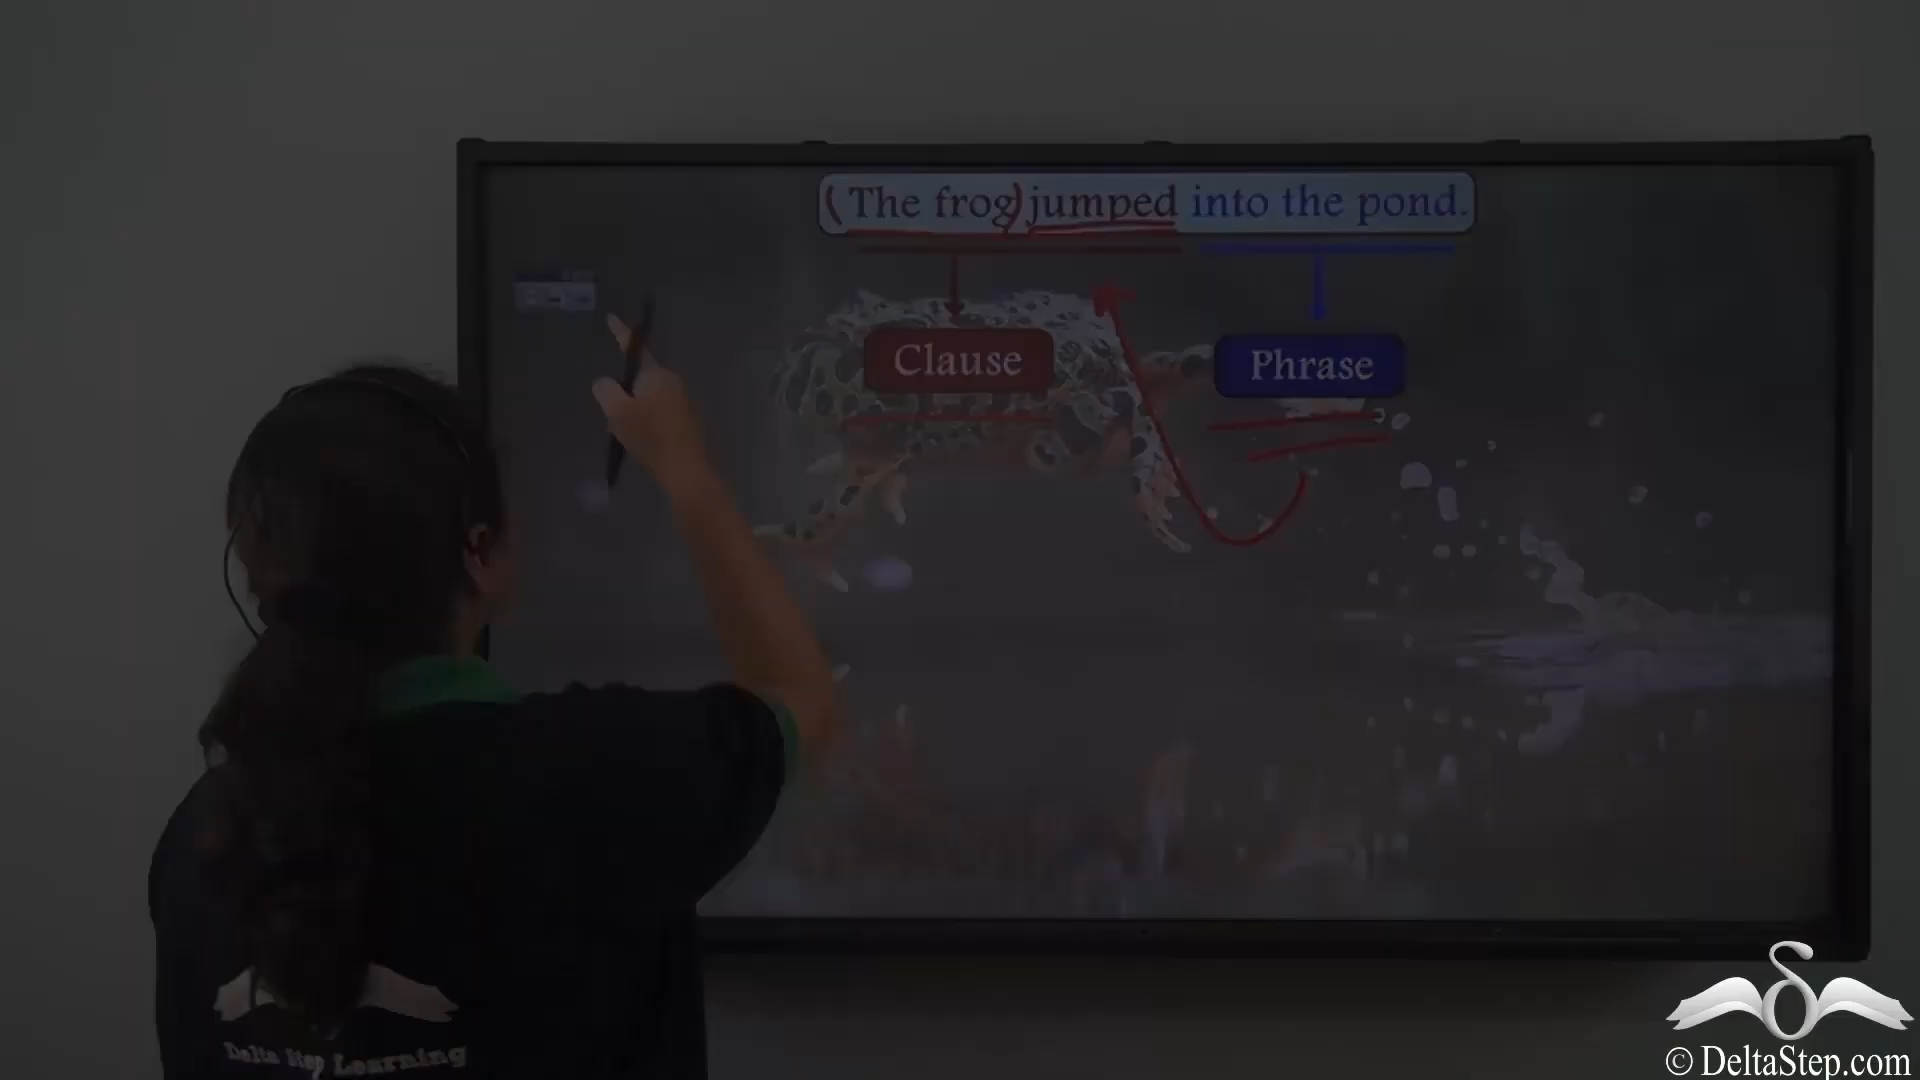 (The frog) jumped into the pond.
Clause
Phrase
Delta Step Learning
© DeltaStep.com